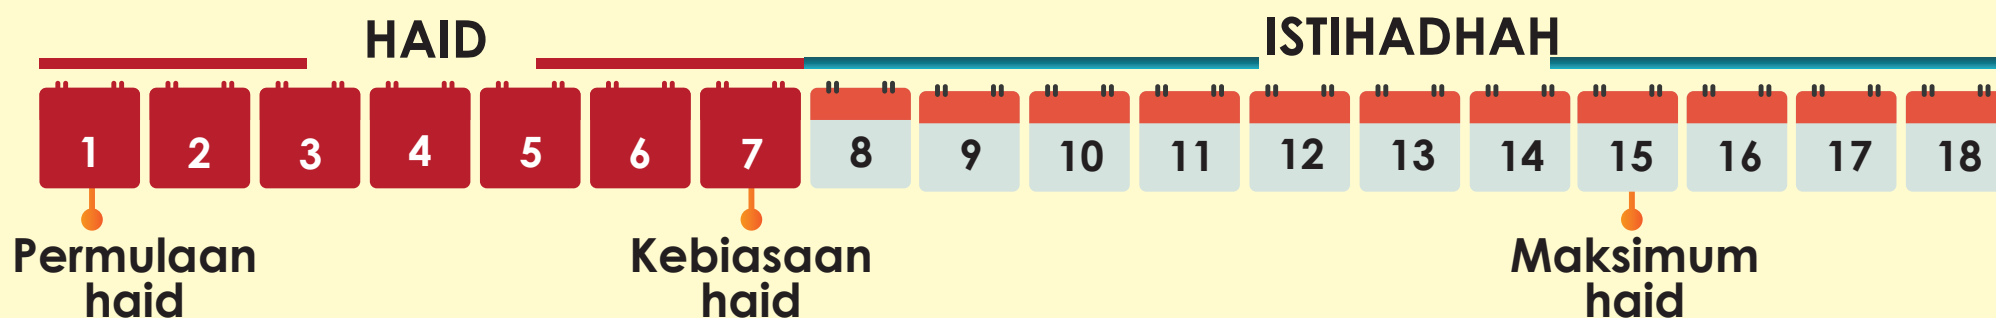 HAID
ISTIHADHAH
1 2 3 4 5 6 7 8 9 10 11 12 13 14 15 16 17 18
Permulaan
haid
Kebiasaan
haid
Maksimum
haid